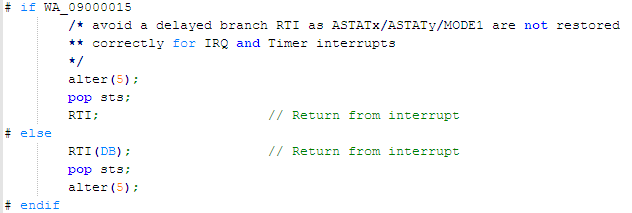 # if WA_09000015
/* avoid a delayed branch RTI as ASTATx/ASTATy/MODE1 are not restored
** correctly for IRQ and Timer interrupts
*/
alter(5);
pop sts;
RTI; // Return from interrupt
# else
RTI(DB); // Return from interrupt
pop sts;
alter(5);
# endif